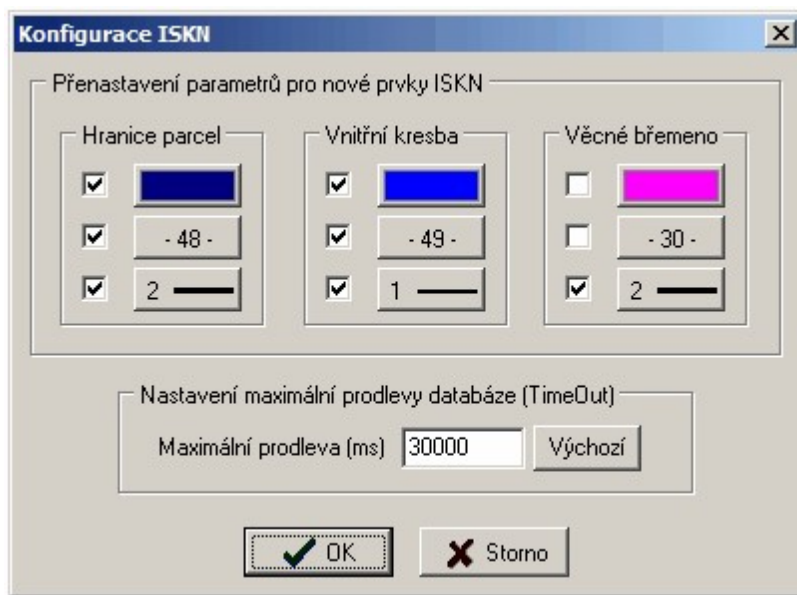 Konfigurace ISKN
Přenastavení parametrů pro nové prvky ISKN
Hranice parcel
Vnitřní kresba
Věcné břemeno
- 48 -
- 49 -
- 30 -
2
1
2
Nastavení maximální prodlevy databáze (TimeOut)
Maximální prodleva (ms) 30000 Výchozí
OK Storno